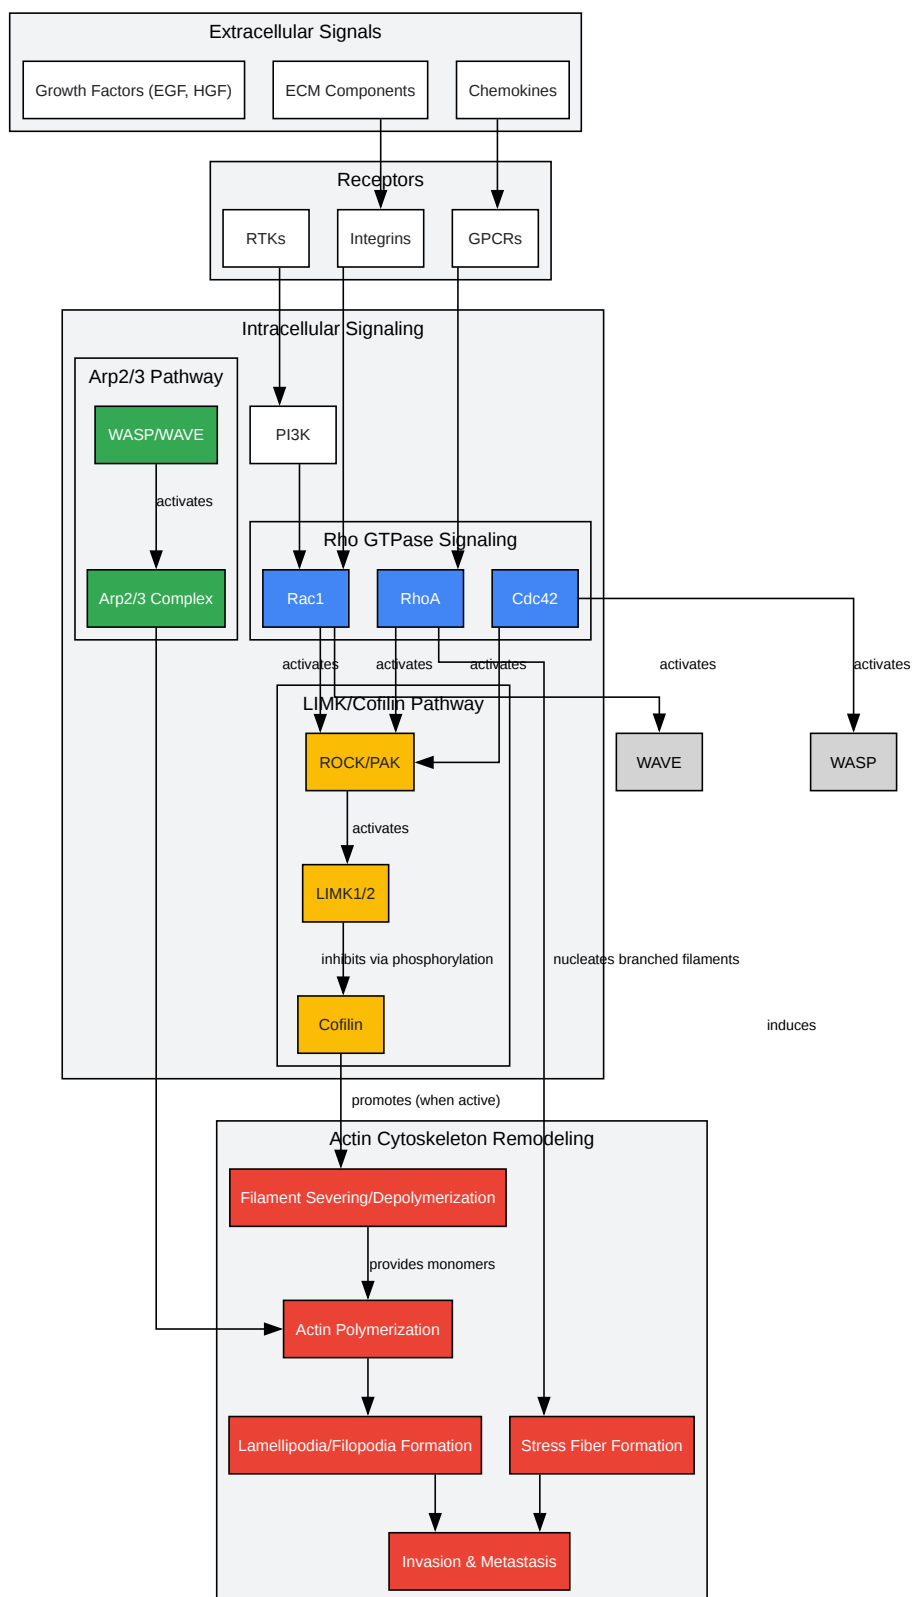 Extracellular Signals
Growth Factors (EGF, HGF)
ECM Components
Chemokines
Receptors
RTKs
Integrins
GPCRs
Intracellular Signaling
Arp2/3 Pathway
WASP/WAVE
PI3K
activates
Rho GTPase Signaling
Arp2/3 Complex
Rac1
RhoA
Cdc42
activates
activates
activates
activates
activates
LIMK/Cofilin Pathway
ROCK/PAK
WAVE
WASP
activates
LIMK1/2
inhibits via phosphorylation
nucleates branched filaments
Cofilin
induces
promotes (when active)
Actin Cytoskeleton Remodeling
Filament Severing/Depolymerization
provides monomers
Actin Polymerization
Lamellipodia/Filopodia Formation
Stress Fiber Formation
Invasion & Metastasis